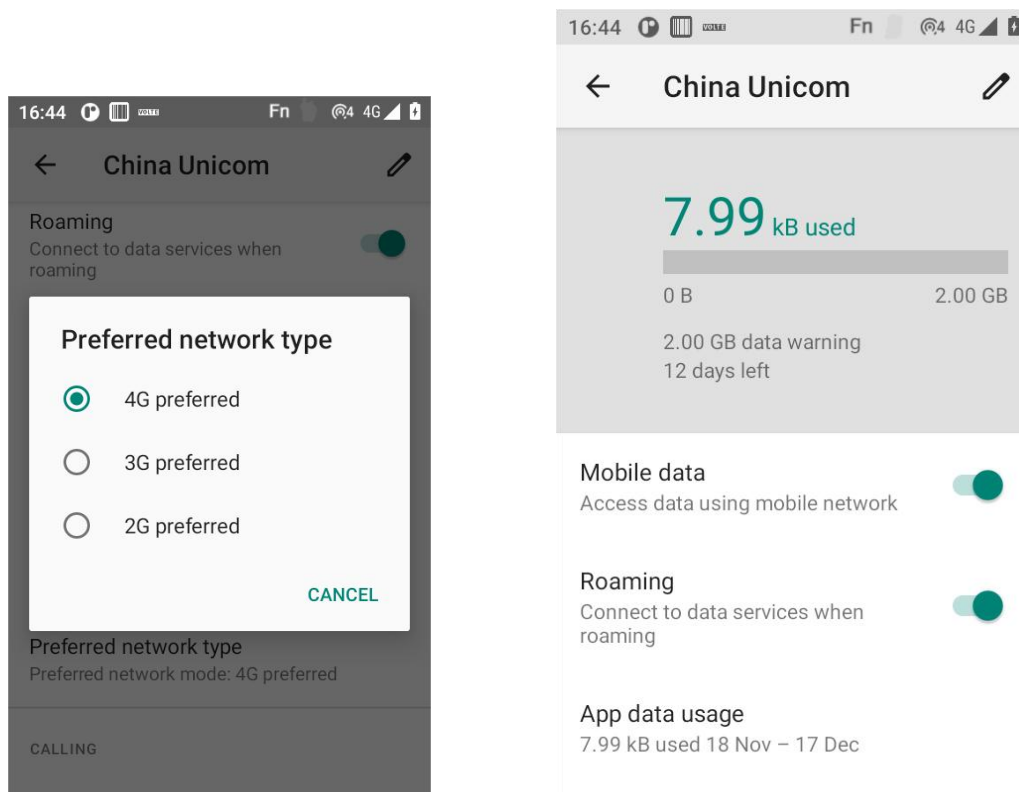 16:44 VOLTE Fn 4 4G
China Unicom
Roaming
Connect to data services when
roaming
Preferred network type
4G preferred
3G preferred
2G preferred
CANCEL
Preferred network type
Preferred network mode: 4G preferred
CALLING
16:44 VOLTE Fn 4 4G
China Unicom
7.99 kB used
0 B 2.00 GB
2.00 GB data warning
12 days left
Mobile data
Access data using mobile network
Roaming
Connect to data services when
roaming
App data usage
7.99 kB used 18 Nov – 17 Dec